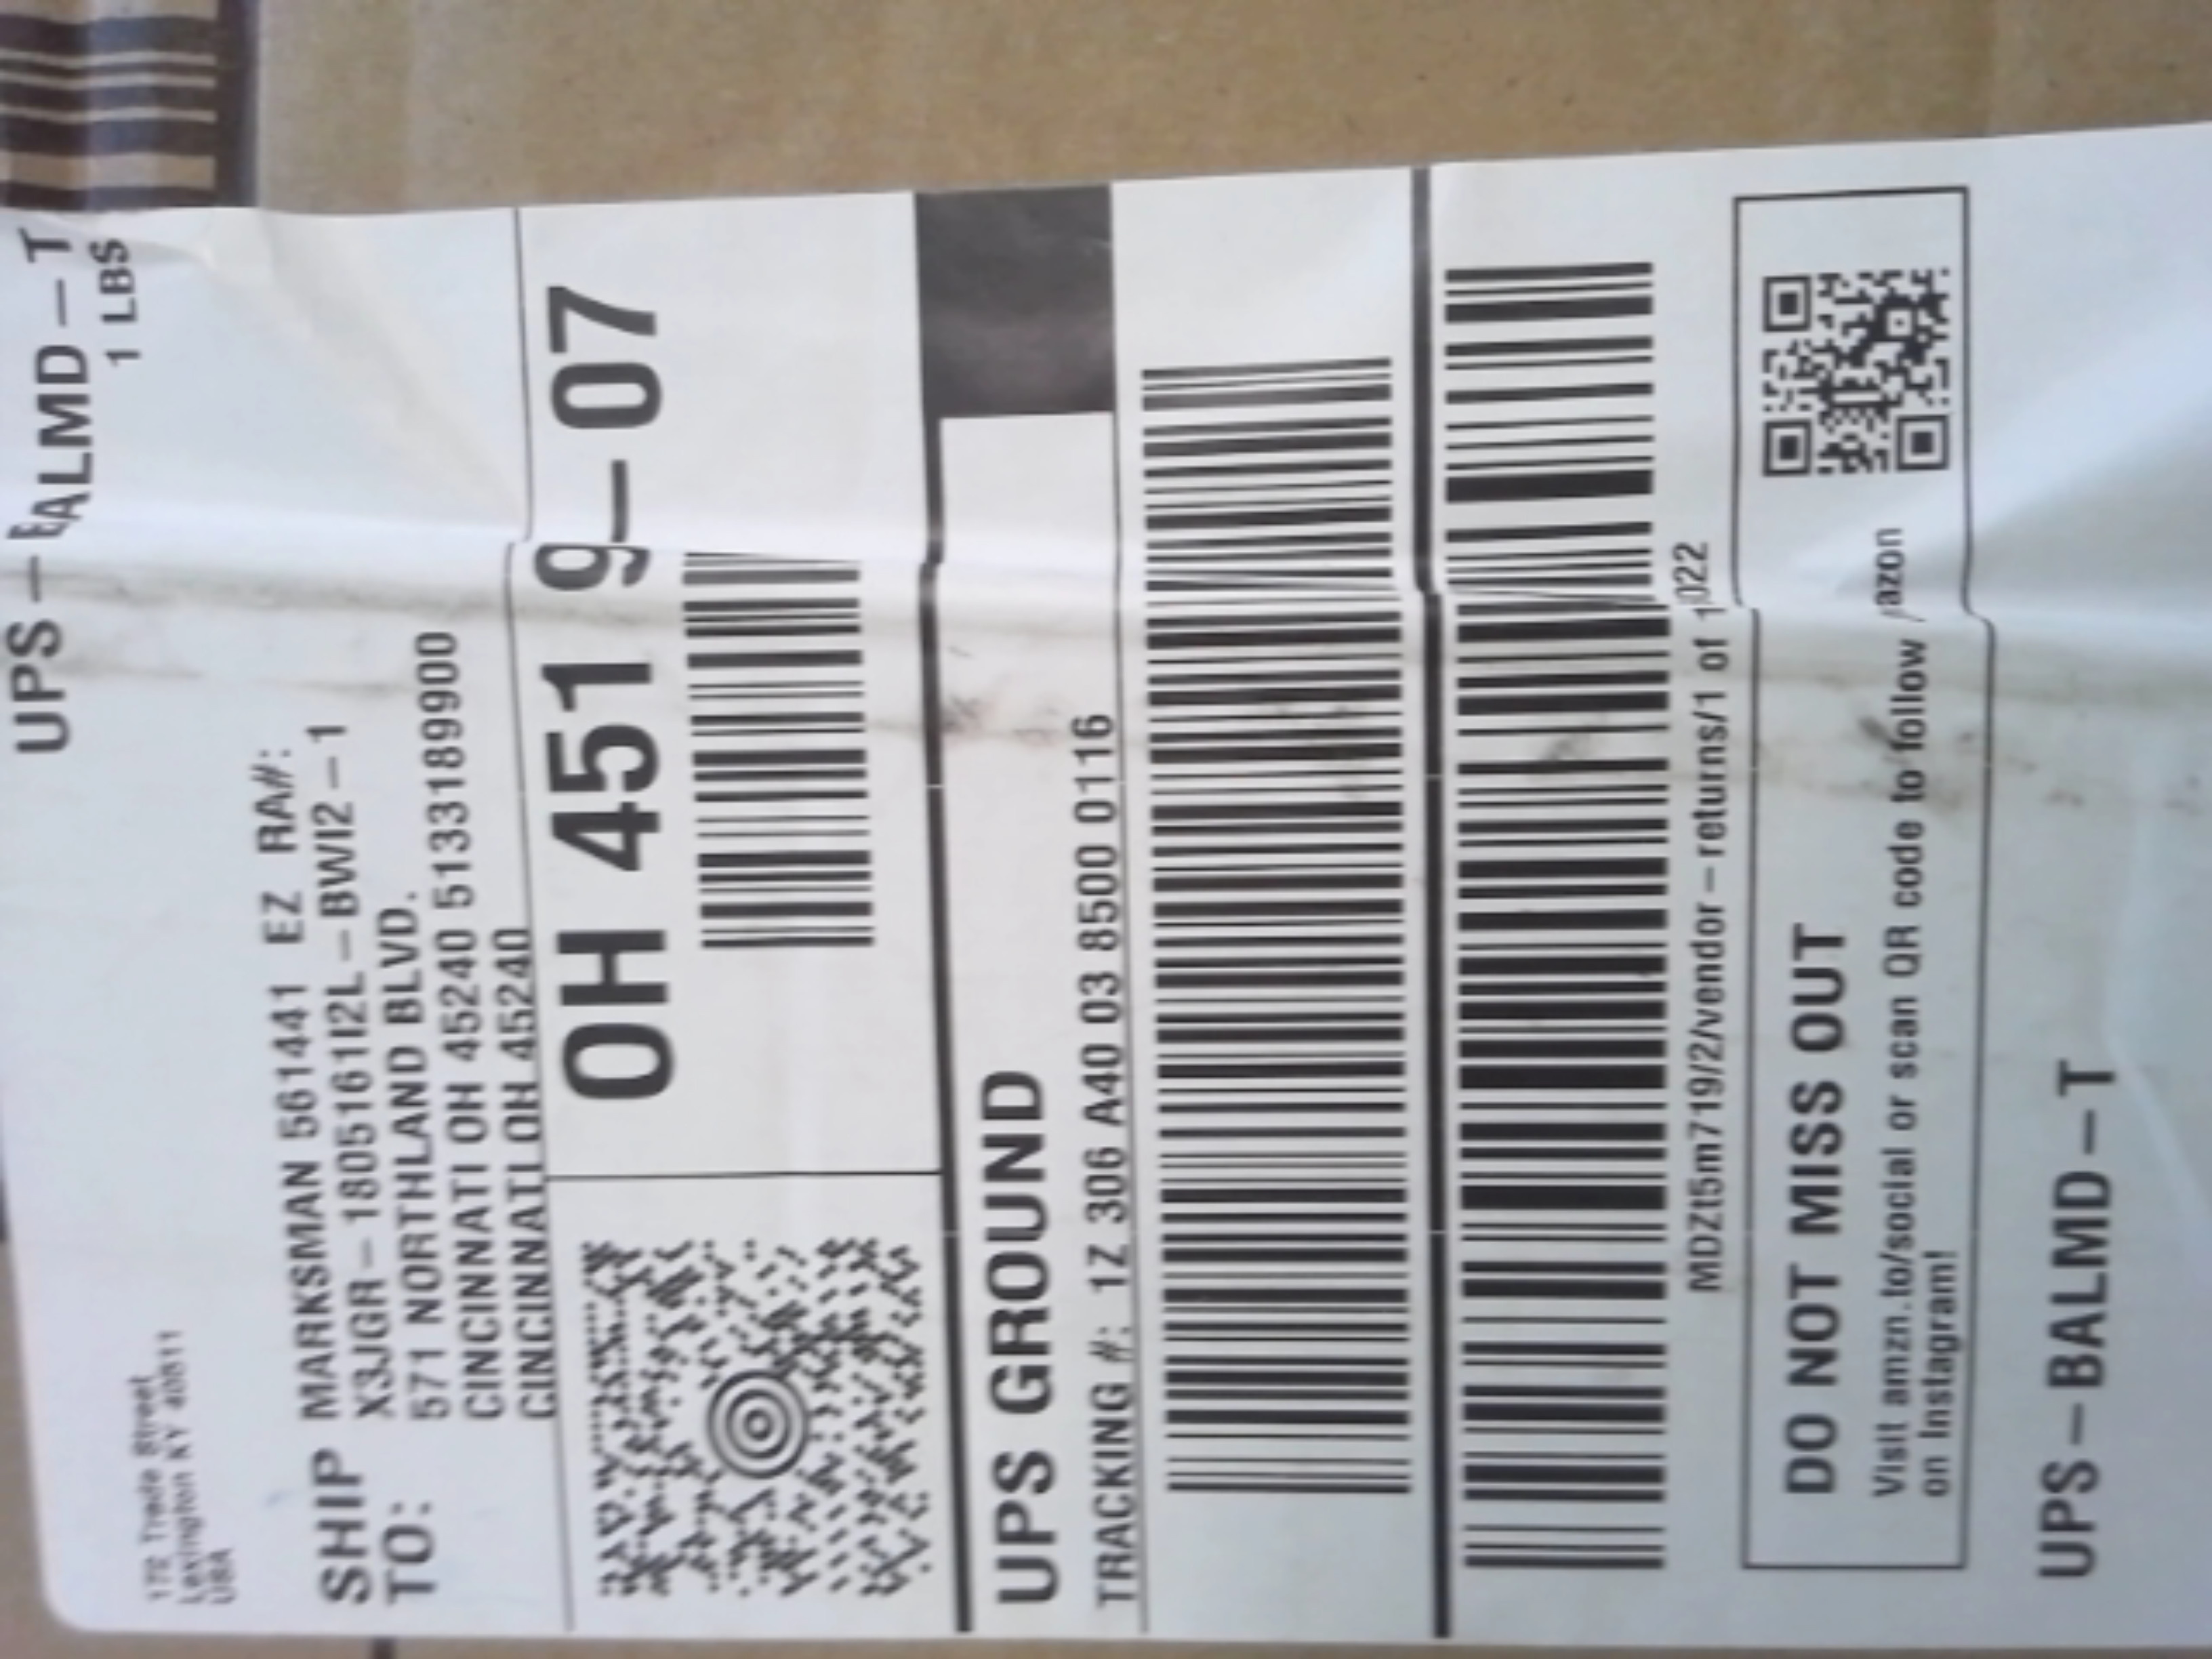 UPS-BALMD-T
1 LBS
172 Trade Street
Lexington KY 40511
USA
SHIP TO:
MARKSMAN 561441 EZ RA#:
X3JGR-18051612L-BWI2-1
571 NORTHLAND BLVD.
CINCINNATI OH 45240 5133189900
CINCINNATI OH 45240
OH 451 9-07
UPS GROUND
TRACKING #: 1Z 306 A40 03 8500 0116
MDZt5m719/2/vendor-returns/1 of 1022
DO NOT MISS OUT
Visit amzn.to/social or scan QR code to follow azon
on Instagram!
UPS-BALMD-T